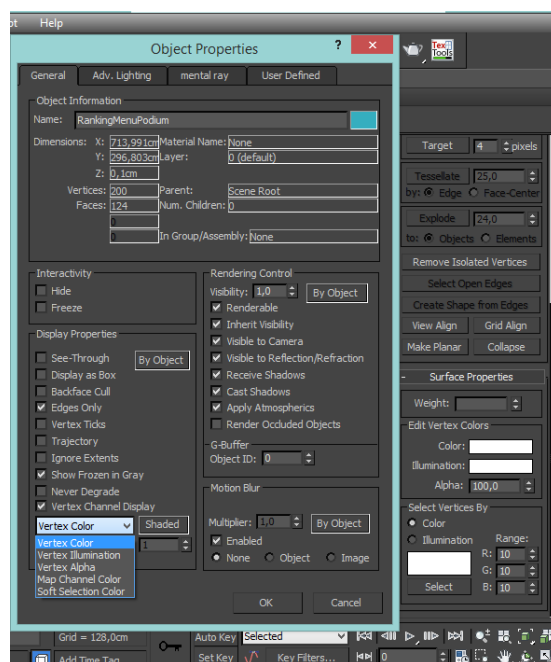 ot Help
Object Properties ? ×
Tex
Tools
General Adv. Lighting mental ray User Defined
Object Information
Name: RankingMenuPodium
Dimensions: X: 713,991cm Material Name: None
Y: 296,803cm Layer: 0 (default)
Z: 0,1cm
Vertices: 200 Parent: Scene Root
Faces: 124 Num. Children: 0
0
0 In Group/Assembly: None
Interactivity
Hide
Freeze
Display Properties
See-Through By Object
Display as Box
Backface Cull
Edges Only
Vertex Ticks
Trajectory
Ignore Extents
Show Frozen in Gray
Never Degrade
Vertex Channel Display
Vertex Color Shaded
1
Vertex Color
Vertex Illumination
Vertex Alpha
Map Channel Color
Soft Selection Color
Rendering Control
Visibility: 1,0 By Object
Renderable
Inherit Visibility
Visible to Camera
Visible to Reflection/Refraction
Receive Shadows
Cast Shadows
Apply Atmospherics
Render Occluded Objects
G-Buffer
Object ID: 0
Motion Blur
Multiplier: 1,0 By Object
Enabled
None Object Image
OK Cancel
Target 4 pixels
Tessellate 25,0
by: Edge Face-Center
Explode 24,0
to: Objects Elements
Remove Isolated Vertices
Select Open Edges
Create Shape from Edges
View Align Grid Align
Make Planar Collapse
- Surface Properties
Weight:
Edit Vertex Colors
Color:
Illumination:
Alpha: 100,0
Select Vertices By
Color
Illumination Range:
R: 10
G: 10
Select B: 10
Grid = 128,0cm Auto Key Selected
Add Time Tag Set Key Key Filters... 0